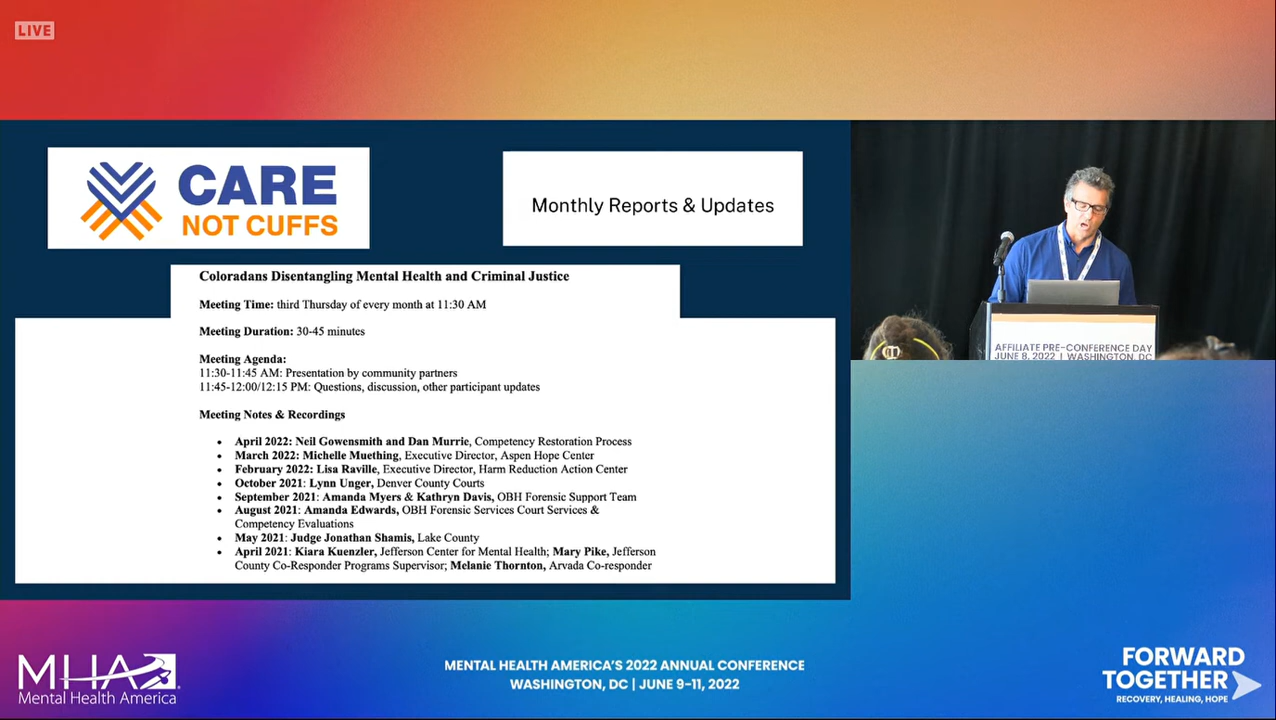 LIVE
CARE
NOT CUFFS
Monthly Reports & Updates
Coloradans Disentangling Mental Health and Criminal Justice
Meeting Time: third Thursday of every month at 11:30 AM
Meeting Duration: 30-45 minutes
Meeting Agenda:
11:30-11:45 AM: Presentation by community partners
11:45-12:00/12:15 PM: Questions, discussion, other participant updates
Meeting Notes & Recordings
• April 2022: Neil Gowensmith and Dan Murrie, Competency Restoration Process
• March 2022: Michelle Muething, Executive Director, Aspen Hope Center
• February 2022: Lisa Raville, Executive Director, Harm Reduction Action Center
• October 2021: Lynn Unger, Denver County Courts
• September 2021: Amanda Myers & Kathryn Davis, OBH Forensic Support Team
• August 2021: Amanda Edwards, OBH Forensic Services Court Services &
Competency Evaluations
• May 2021: Judge Jonathan Shamis, Lake County
• April 2021: Kiara Kuenzler, Jefferson Center for Mental Health; Mary Pike, Jefferson
County Co-Responder Programs Supervisor; Melanie Thornton, Arvada Co-responder
AFFILIATE PRE-CONFERENCE DAY
JUNE 8, 2022 | WASHINGTON, DC
MHA
Mental Health America
MENTAL HEALTH AMERICA'S 2022 ANNUAL CONFERENCE
WASHINGTON, DC | JUNE 9-11, 2022
FORWARD
TOGETHER
RECOVERY, HEALING, HOPE